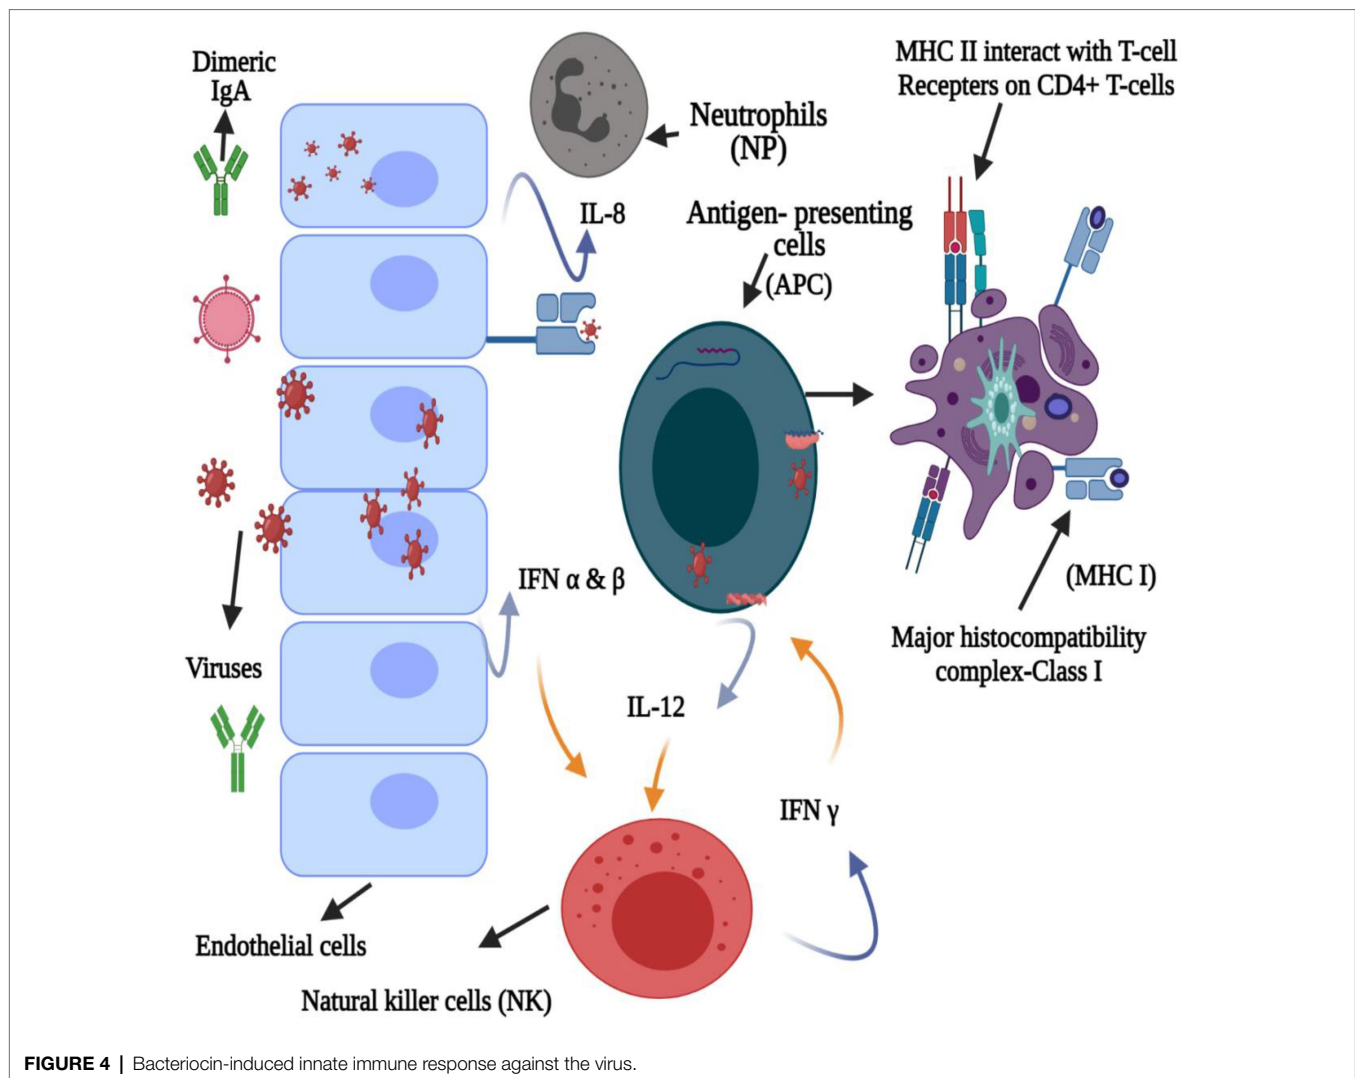 Dimeric
IgA
Neutrophils
(NP)
MHC II interact with T-cell
Recepters on CD4+ T-cells
IL-8
Antigen- presenting
cells
(APC)
IFN α & β
(MHC I)
Major histocompatibility
complex-Class I
Viruses
IL-12
IFN γ
Endothelial cells
Natural killer cells (NK)
FIGURE 4 | Bacteriocin-induced innate immune response against the virus.